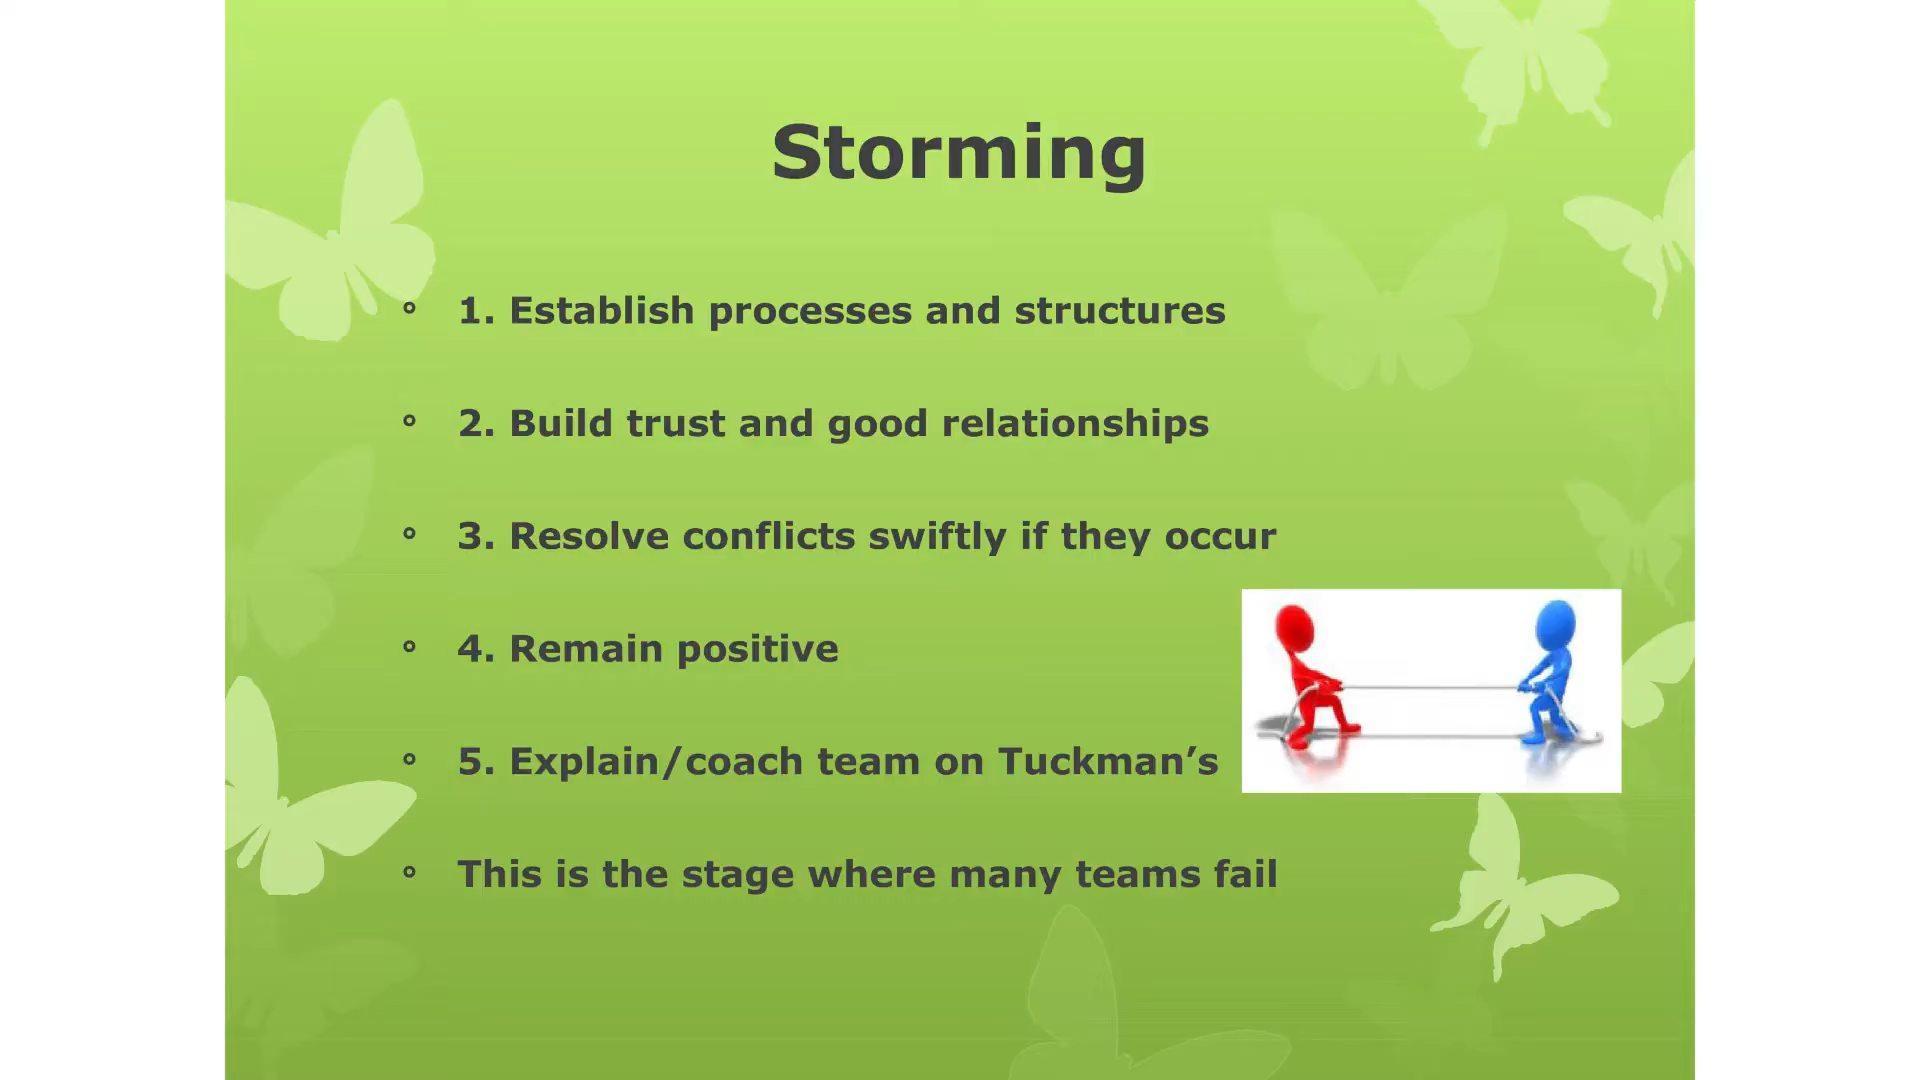 Storming
1. Establish processes and structures
2. Build trust and good relationships
3. Resolve conflicts swiftly if they occur
4. Remain positive
5. Explain/coach team on Tuckman’s
This is the stage where many teams fail